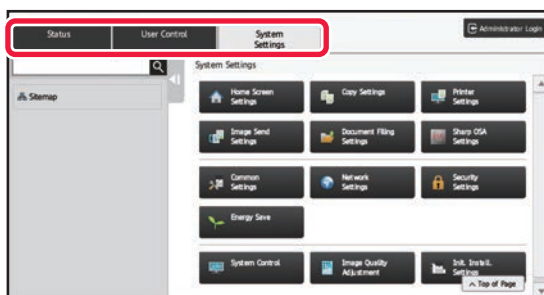 Status
User Control
System
Settings
Administrator Login
System Settings
Sitemap
Home Screen
Settings
Copy Settings
Printer
Settings
Image Send
Settings
Document Filing
Settings
Sharp OSA
Settings
Common
Settings
Network
Settings
Security
Settings
Energy Save
System Control
Image Quality
Adjustment
Init. Install.
Settings
Top of Page